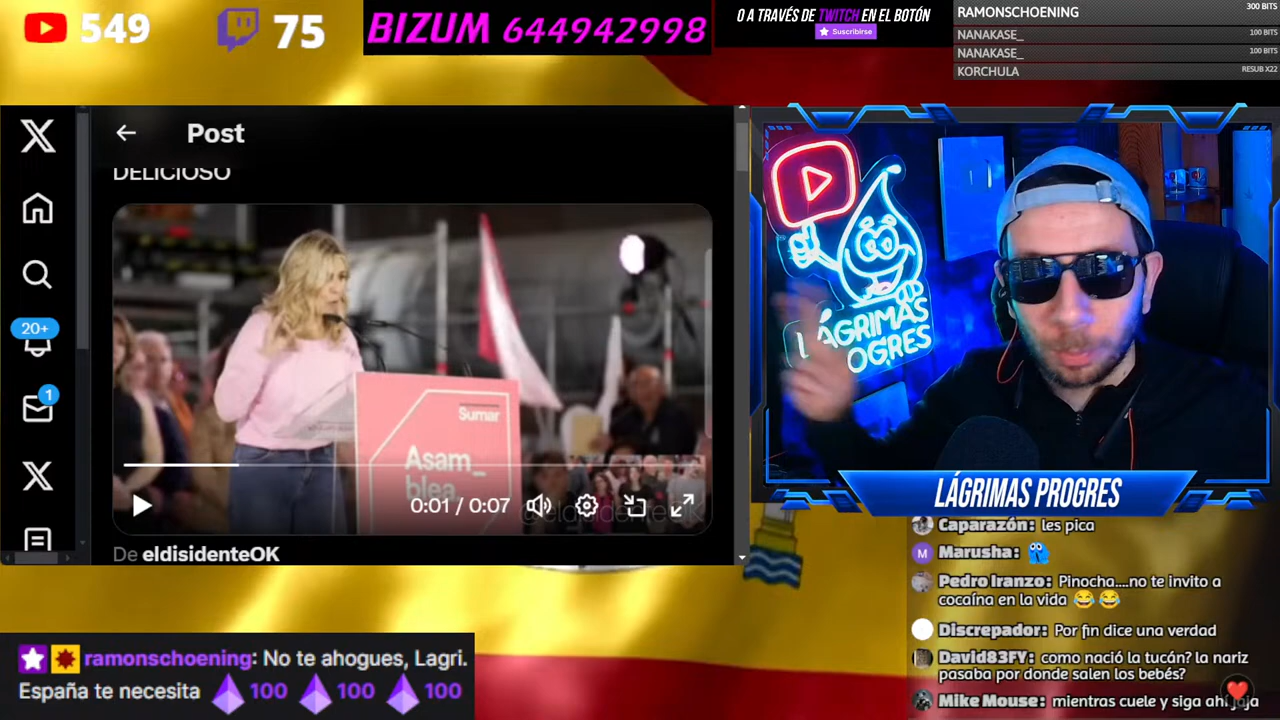 549
75
BIZUM 644942998
O A TRAVÉS DE TWITCH EN EL BOTÓN
Suscribirse
RAMONSCHOENING 300 BITS
NANAKASE_ 100 BITS
NANAKASE_ 100 BITS
KORCHULA RESUB X22
Post
DELICIOSO
20+
1
Sumar
Asam_
blea_
0:01 / 0:07
De eldisidenteOK
LÁGRIMAS
OGRES
LÁGRIMAS PROGRES
Caparazón: les pica
M Marusha:
Pedro Iranzo: Pinocha....no te invito a
cocaína en la vida 😂😂
Discrepador: Por fin dice una verdad
David83FY: como nació la tucán? la nariz
pasaba por donde salen los bebés?
Mike Mouse: mientras cuele y siga ahí jaja
ramonschoening: No te ahogues, Lagri.
España te necesita 100 100 100